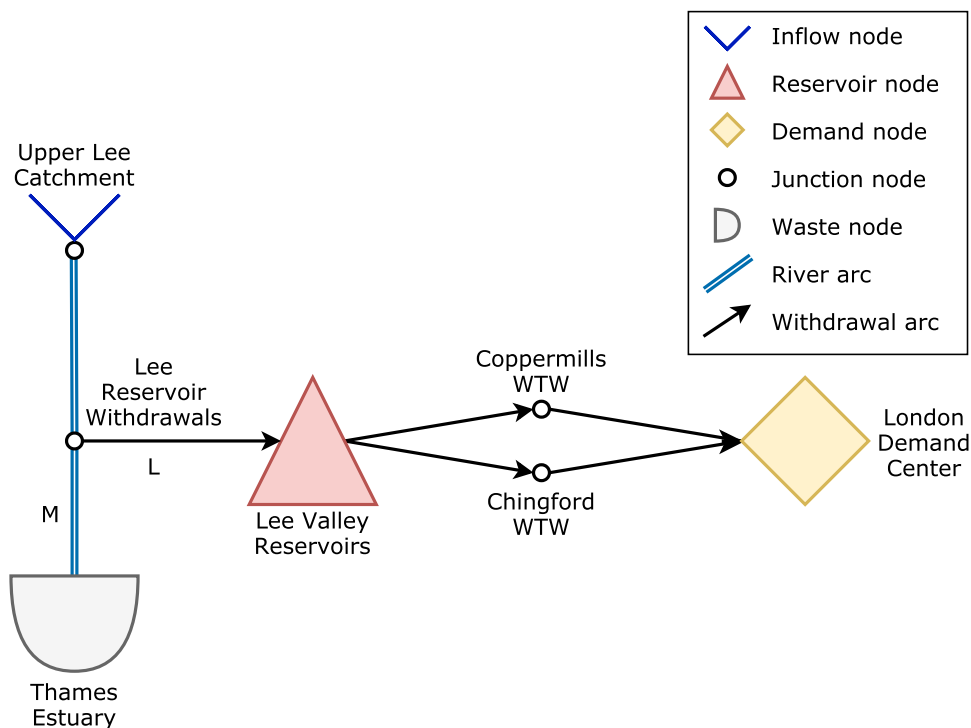 Inflow node
Reservoir node
Demand node
Junction node
Waste node
River arc
Withdrawal arc
Upper Lee
Catchment
Lee
Reservoir
Withdrawals
L
M
Lee Valley
Reservoirs
Coppermills
WTW
Chingford
WTW
London
Demand
Center
Thames
Estuary